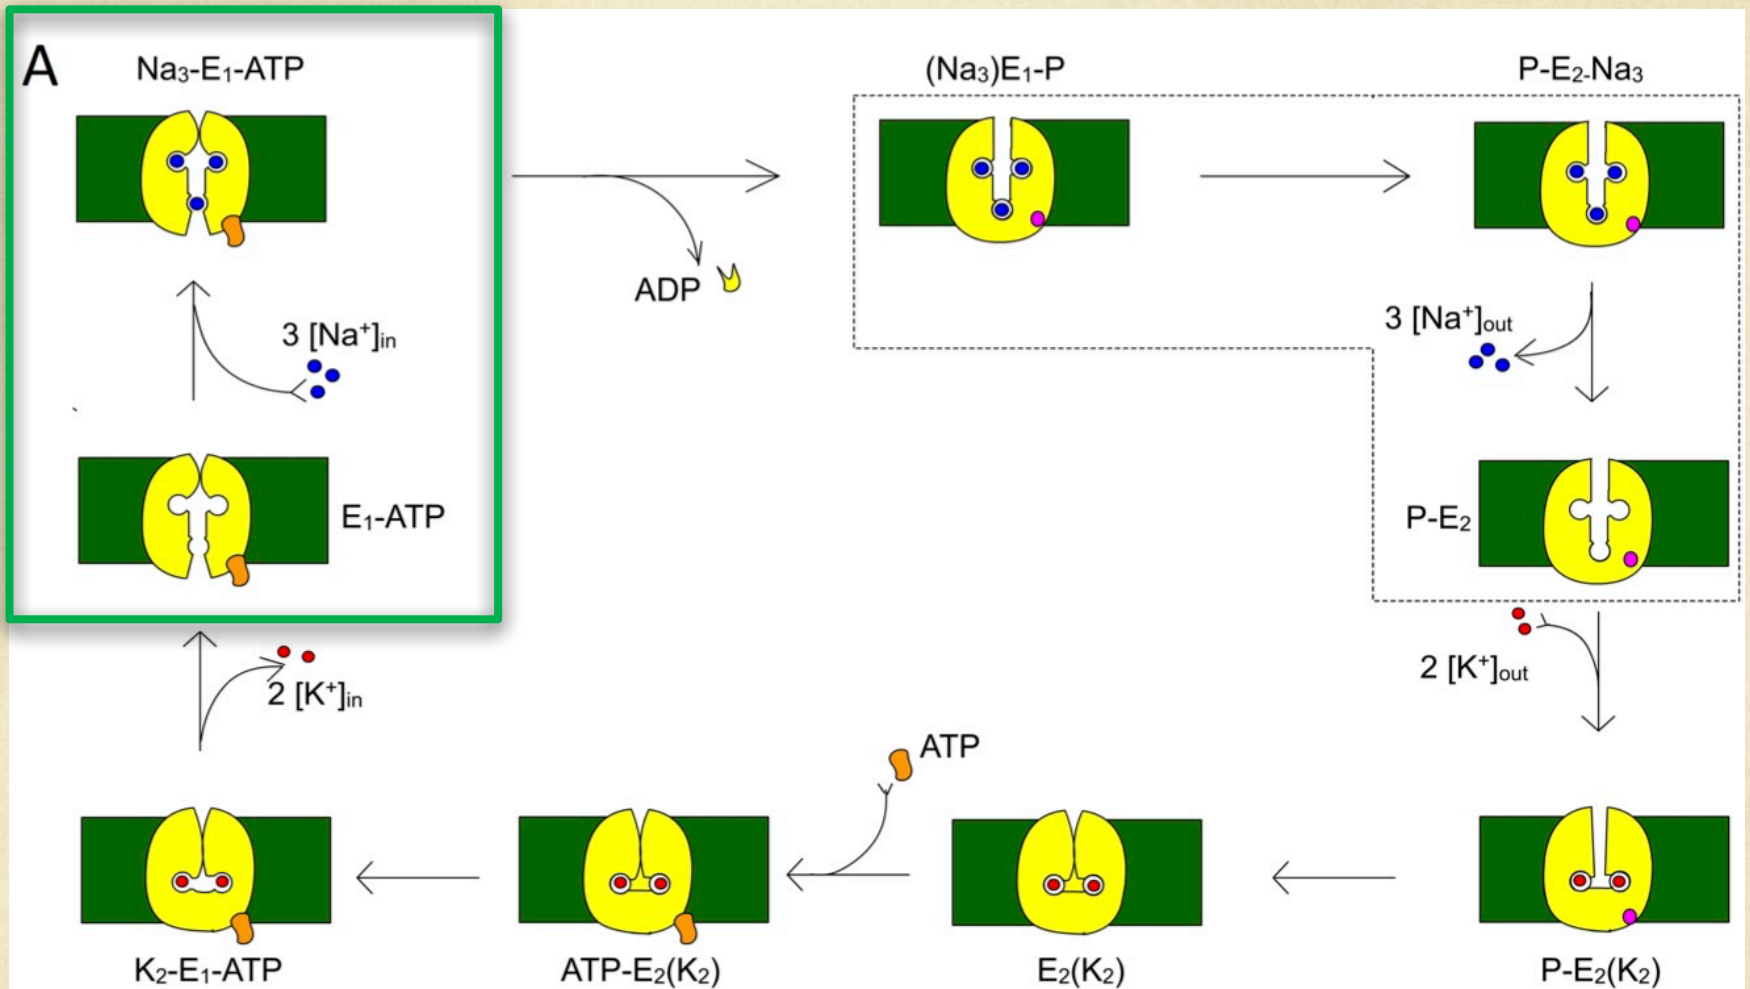 A
Na₃-E₁-ATP
(Na₃)E₁-P
P-E₂-Na₃
ADP
3 [Na⁺]in
3 [Na⁺]out
E₁-ATP
P-E₂
2 [K⁺]in
2 [K⁺]out
ATP
K₂-E₁-ATP
ATP-E₂(K₂)
E₂(K₂)
P-E₂(K₂)